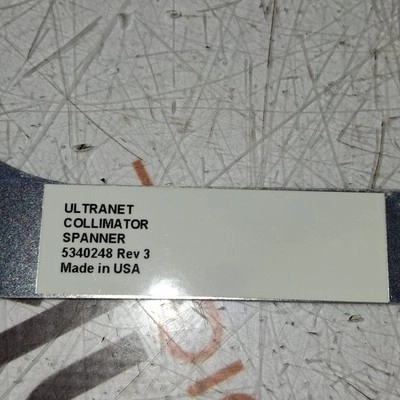 ULTRANET
COLLIMATOR
SPANNER
5340248 Rev 3
Made in USA